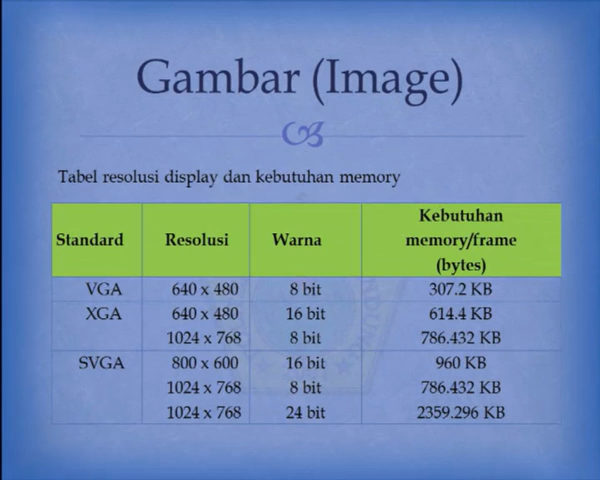 Gambar (Image)
Tabel resolusi display dan kebutuhan memory
Standard Resolusi Warna Kebutuhan memory/frame (bytes)
VGA 640 x 480 8 bit 307.2 KB
XGA 640 x 480 16 bit 614.4 KB
1024 x 768 8 bit 786.432 KB
SVGA 800 x 600 16 bit 960 KB
1024 x 768 8 bit 786.432 KB
1024 x 768 24 bit 2359.296 KB